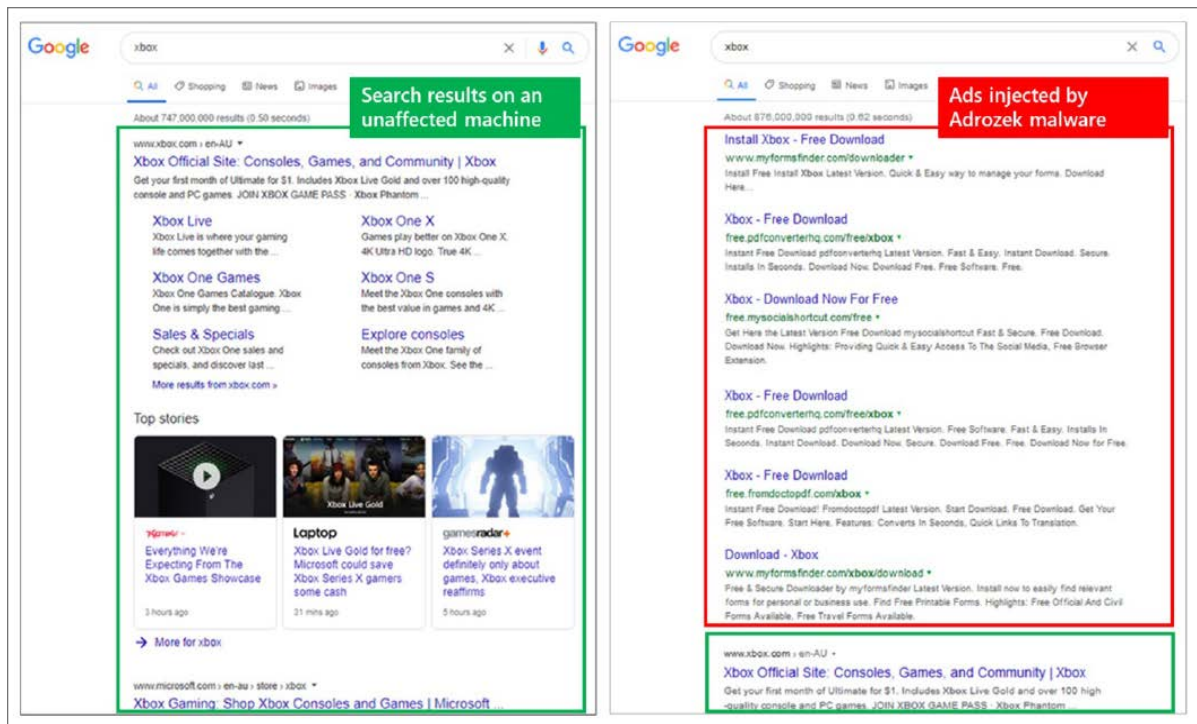 Google
xbox
All Shopping News Images
Search results on an
unaffected machine
About 747,000,000 results (0.50 seconds)
www.xbox.com › en-AU
Xbox Official Site: Consoles, Games, and Community | Xbox
Get your first month of Ultimate for $1. Includes Xbox Live Gold and over 100 high-quality
console and PC games. JOIN XBOX GAME PASS · Xbox Phantom ...
Xbox Live
Xbox Live is where your gaming
life comes together with the ...
Xbox One X
Games play better on Xbox One X.
4K Ultra HD logo. True 4K ...
Xbox One Games
Xbox One Games Catalogue. Xbox
One is simply the best gaming ...
Xbox One S
Meet the Xbox One consoles with
the best value in games and 4K ...
Sales & Specials
Check out Xbox One sales and
specials, and discover last ...
Explore consoles
Meet the Xbox One family of
consoles from Xbox. See the ...
More results from xbox.com »
Top stories
Everything We're
Expecting From The
Xbox Games Showcase
3 hours ago
Xbox Live Gold
Laptop
Xbox Live Gold for free?
Microsoft could save
Xbox Series X gamers
some cash
31 mins ago
gamesradar+
Xbox Series X event
definitely only about
games, Xbox executive
reaffirms
5 hours ago
→ More for xbox
www.microsoft.com › en-au › store › xbox
Xbox Gaming: Shop Xbox Consoles and Games | Microsoft ...
Google
xbox
All Shopping News Images
Ads injected by
Adrozek malware
About 876,000,000 results (0.62 seconds)
Install Xbox - Free Download
www.myformsfinder.com/downloader
Install Free Install Xbox Latest Version. Quick & Easy way to manage your forms. Download
Here...
Xbox - Free Download
free.pdfconverterhq.com/free/xbox
Instant Free Download pdfconverterhq Latest Version. Fast & Easy. Instant Download. Secure.
Installs In Seconds. Download Now. Download Free. Free Software. Free.
Xbox - Download Now For Free
free.mysocialshortcut.com/free
Get Here the Latest Version Free Download mysocialshortcut Fast & Secure. Free Download.
Download Now. Highlights: Providing Quick & Easy Access To The Social Media, Free Browser
Extension.
Xbox - Free Download
free.pdfconverterhq.com/free/xbox
Instant Free Download pdfconverterhq Latest Version. Free Software. Fast & Easy. Installs In
Seconds. Instant Download. Download Now. Secure. Download Free. Free. Download Now for Free.
Xbox - Free Download
free.fromdoctopdf.com/xbox
Instant Free Download! Fromdoctopdf Latest Version. Start Download. Free Download. Get Your
Free Software. Start Here. Features: Converts In Seconds, Quick Links To Translation.
Download - Xbox
www.myformsfinder.com/xbox/download
Free & Secure Downloader by myformsfinder Latest Version. Install now to easily find relevant
forms for personal or business use. Find Free Printable Forms. Highlights: Free Official And Civil
Forms Available, Free Travel Forms Available.
www.xbox.com › en-AU
Xbox Official Site: Consoles, Games, and Community | Xbox
Get your first month of Ultimate for $1. Includes Xbox Live Gold and over 100 high
-quality console and PC games. JOIN XBOX GAME PASS · Xbox Phantom ...